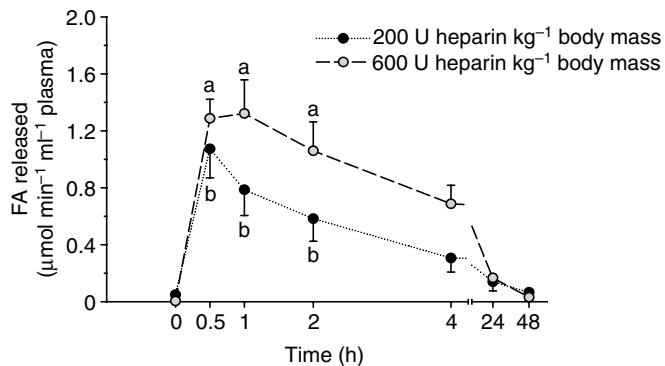 200 U heparin kg⁻¹ body mass
600 U heparin kg⁻¹ body mass
FA released
(μmol min⁻¹ ml⁻¹ plasma)
2.0
1.6
1.2
0.8
0.4
0
a
a
a
b
b
b
0 0.5 1 2 4 24 48
Time (h)